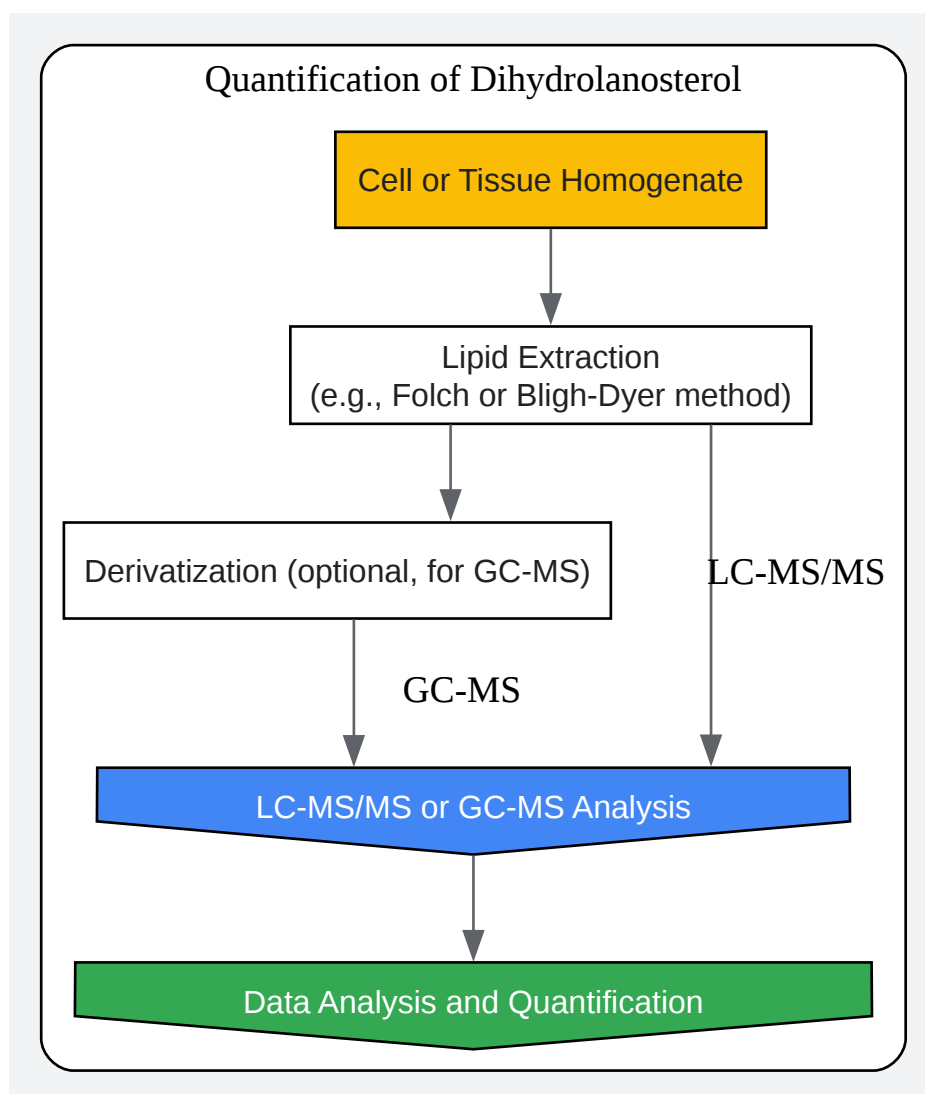 Quantification of Dihydrolanosterol
Cell or Tissue Homogenate
Lipid Extraction
(e.g., Folch or Bligh-Dyer method)
Derivatization (optional, for GC-MS)
LC-MS/MS
GC-MS
LC-MS/MS or GC-MS Analysis
Data Analysis and Quantification